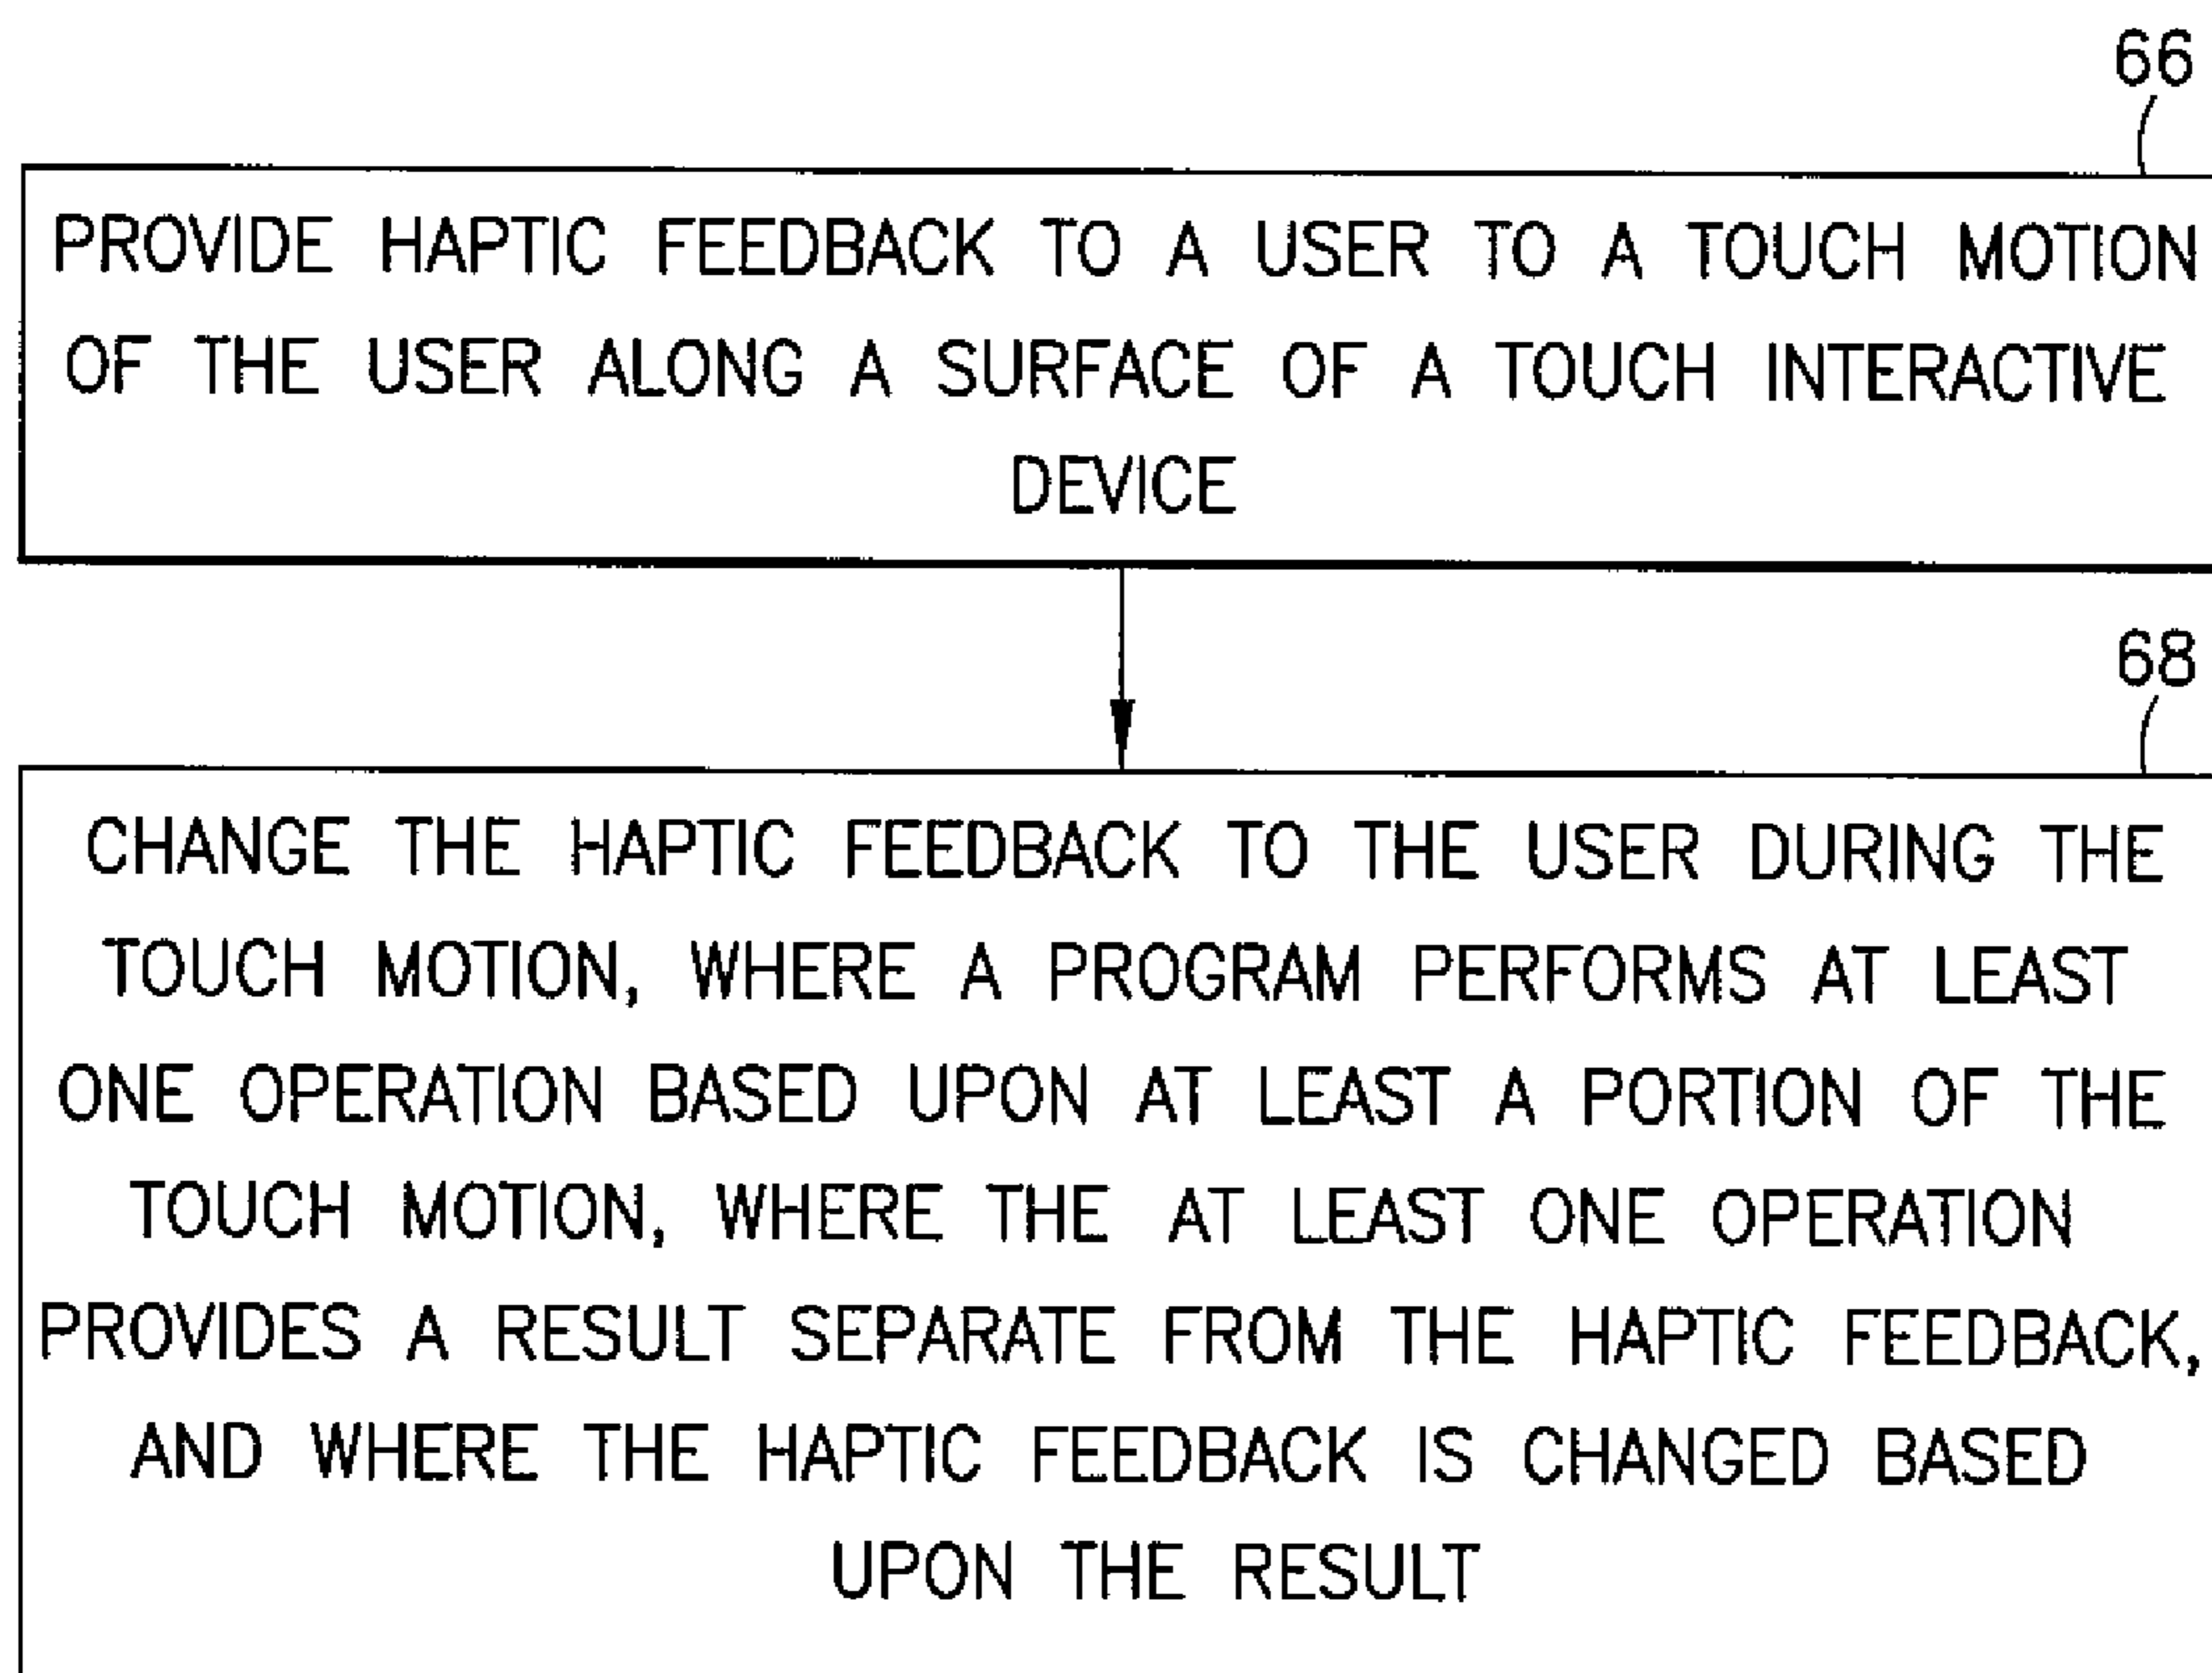 66
PROVIDE HAPTIC FEEDBACK TO A USER TO A TOUCH MOTION
OF THE USER ALONG A SURFACE OF A TOUCH INTERACTIVE
DEVICE
68
CHANGE THE HAPTIC FEEDBACK TO THE USER DURING THE
TOUCH MOTION, WHERE A PROGRAM PERFORMS AT LEAST
ONE OPERATION BASED UPON AT LEAST A PORTION OF THE
TOUCH MOTION, WHERE THE AT LEAST ONE OPERATION
PROVIDES A RESULT SEPARATE FROM THE HAPTIC FEEDBACK,
AND WHERE THE HAPTIC FEEDBACK IS CHANGED BASED
UPON THE RESULT